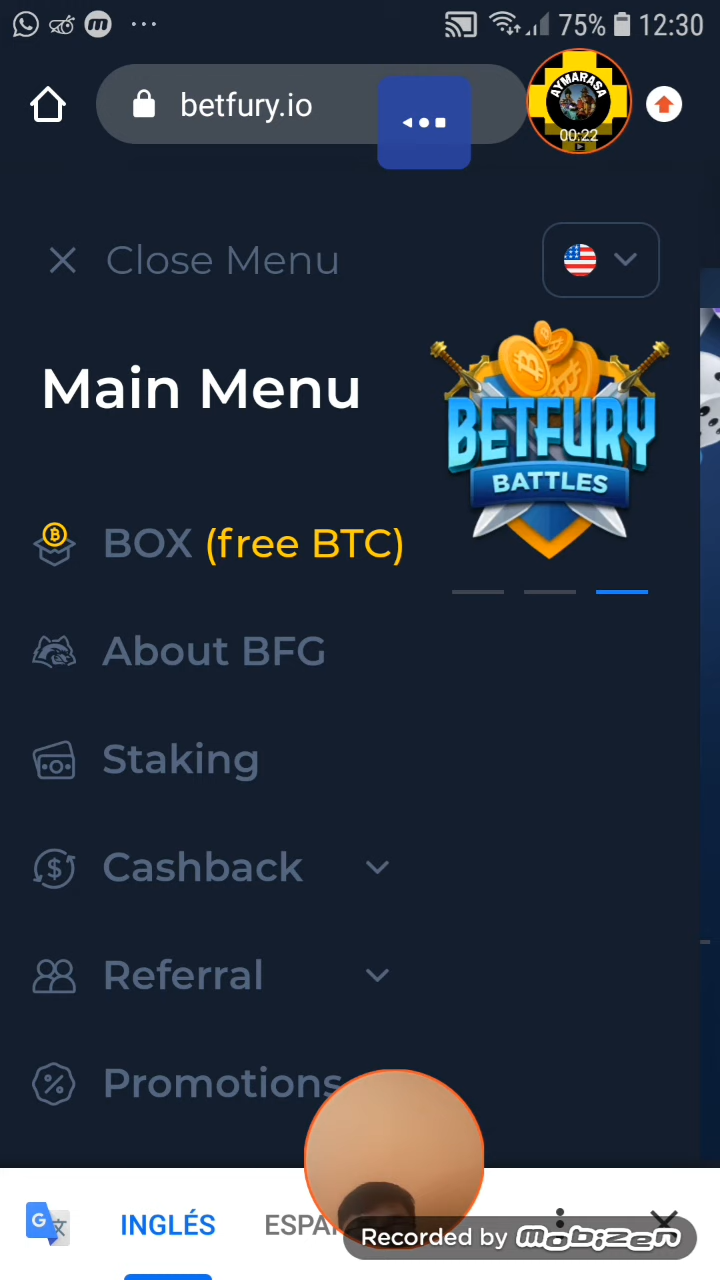 75% 12:30
betfury.io
AYMARASA
00:22
Close Menu
Main Menu
BETFURY
BATTLES
BOX (free BTC)
About BFG
Staking
Cashback
Referral
Promotions
INGLÉS ESPA
Recorded by mobizen